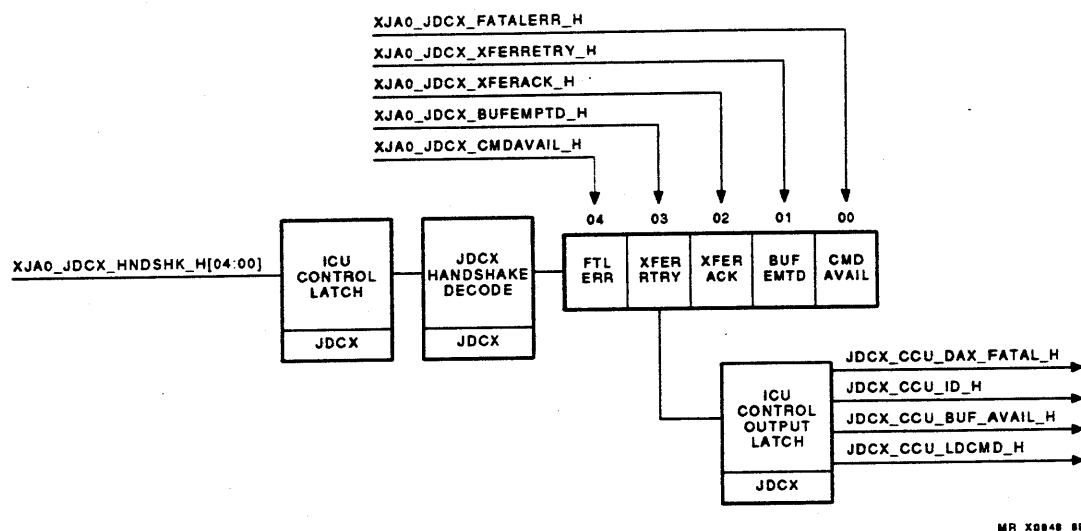 XJA0_JDCX_FATALERR_H
XJA0_JDCX_XFERRETRY_H
XJA0_JDCX_XFERACK_H
XJA0_JDCX_BUFEMPTD_H
XJA0_JDCX_CMDAVAIL_H
04 03 02 01 00
XJA0_JDCX_HNDSHK_H[04:00]
ICU
CONTROL
LATCH
JDCX
JDCX
HANDSHAKE
DECODE
JDCX
FTL
ERR
XFER
RTRY
XFER
ACK
BUF
EMTD
CMD
AVAIL
ICU
CONTROL
OUTPUT
LATCH
JDCX
JDCX_CCU_DAX_FATAL_H
JDCX_CCU_ID_H
JDCX_CCU_BUF_AVAIL_H
JDCX_CCU_LDCMD_H
MR